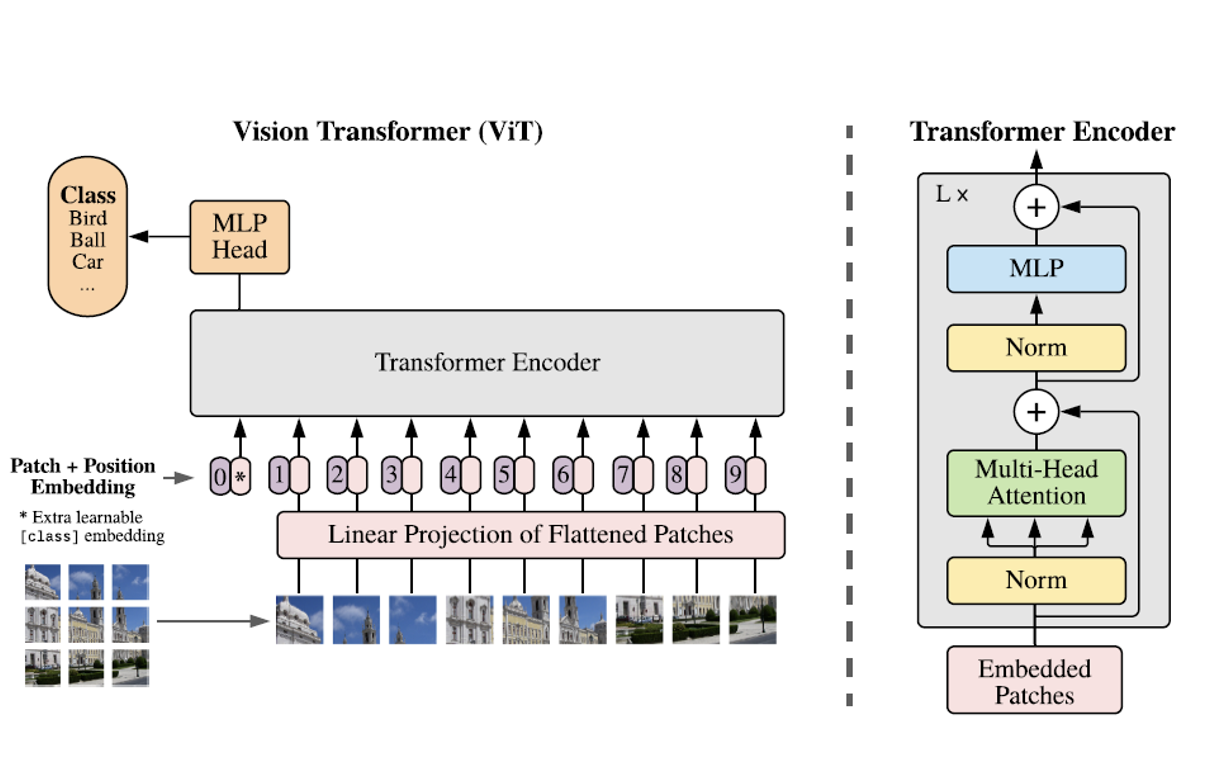 Vision Transformer (ViT)
Class
Bird
Ball
Car
...
MLP
Head
Transformer Encoder
Patch + Position
Embedding
* Extra learnable
[class] embedding
0 * 1 2 3 4 5 6 7 8 9
Linear Projection of Flattened Patches
Transformer Encoder
L x
+
MLP
Norm
+
Multi-Head
Attention
Norm
Embedded
Patches